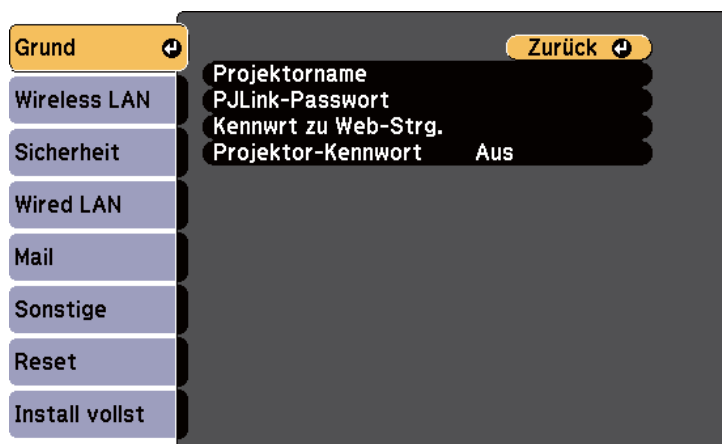 Grund
Wireless LAN
Sicherheit
Wired LAN
Mail
Sonstige
Reset
Install vollst
Zurück
Projektorname
PJLink-Passwort
Kennwrt zu Web-Strg.
Projektor-Kennwort Aus